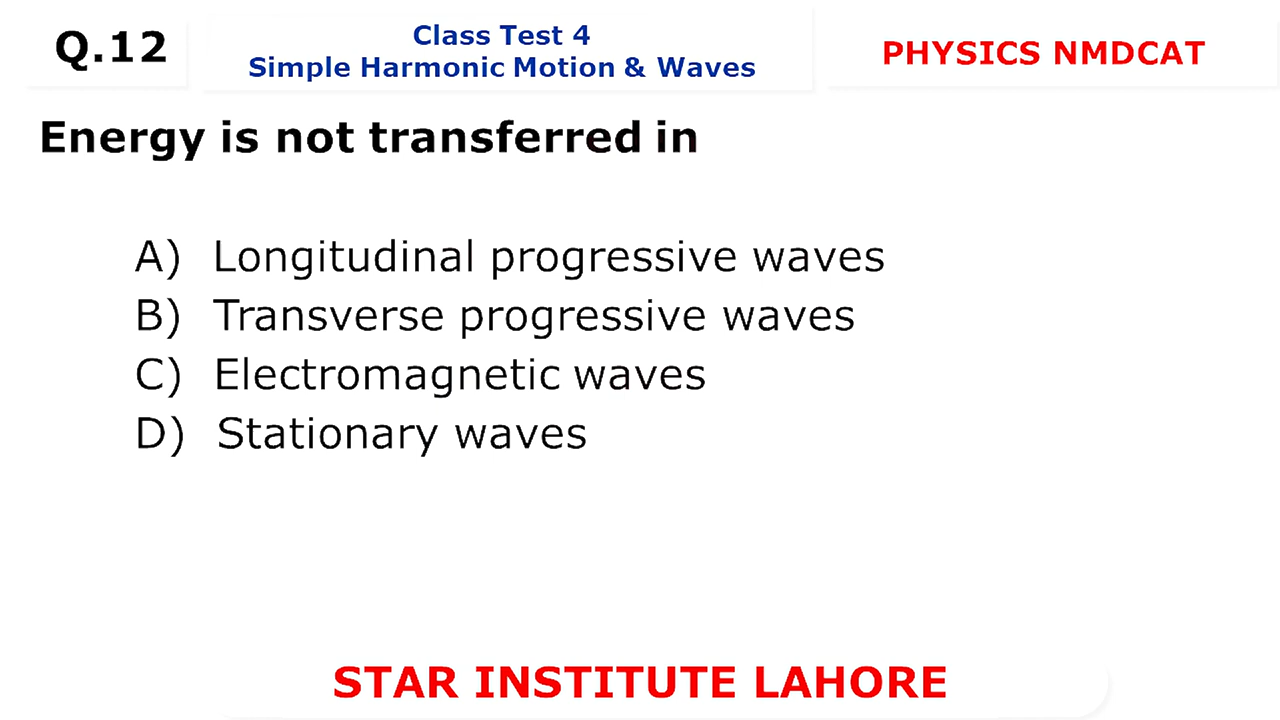 Q.12
Class Test 4
Simple Harmonic Motion & Waves
PHYSICS NMDCAT
Energy is not transferred in
A) Longitudinal progressive waves
B) Transverse progressive waves
C) Electromagnetic waves
D) Stationary waves
STAR INSTITUTE LAHORE